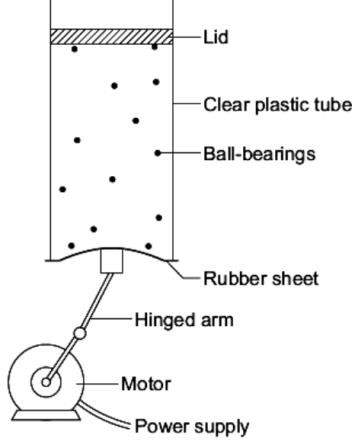 Lid
Clear plastic tube
Ball-bearings
Rubber sheet
Hinged arm
Motor
Power supply